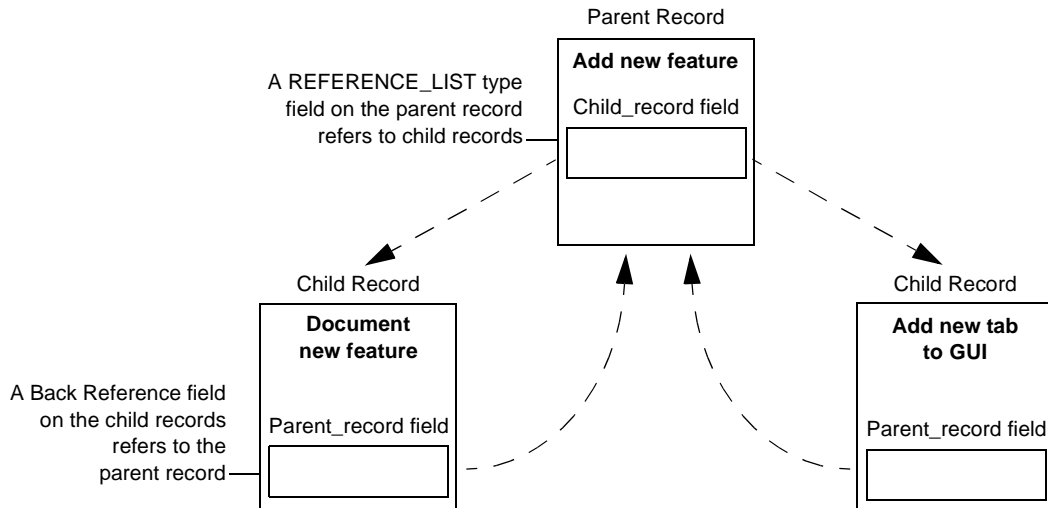 Parent Record
Add new feature
A REFERENCE_LIST type
field on the parent record
refers to child records
Child_record field
Child Record
Document
new feature
A Back Reference field
on the child records
refers to the
parent record
Parent_record field
Child Record
Add new tab
to GUI
Parent_record field